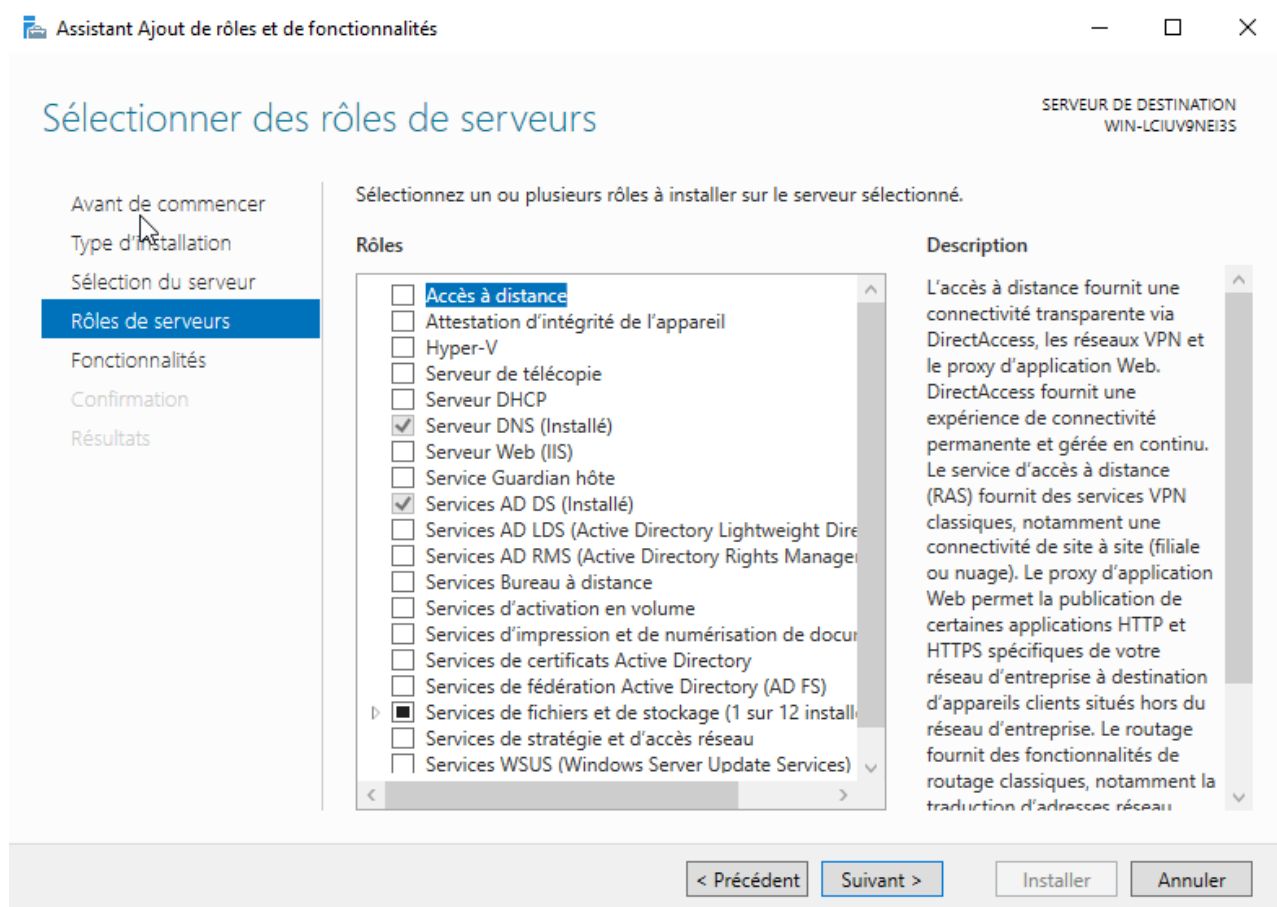 Assistant Ajout de rôles et de fonctionnalités
Sélectionner des rôles de serveurs
SERVEUR DE DESTINATION
WIN-LCIUV9NEI3S
Avant de commencer
Type d'installation
Sélection du serveur
Rôles de serveurs
Fonctionnalités
Confirmation
Résultats
Sélectionnez un ou plusieurs rôles à installer sur le serveur sélectionné.
Rôles
Accès à distance
Attestation d'intégrité de l'appareil
Hyper-V
Serveur de télécopie
Serveur DHCP
Serveur DNS (Installé)
Serveur Web (IIS)
Service Guardian hôte
Services AD DS (Installé)
Services AD LDS (Active Directory Lightweight Dire
Services AD RMS (Active Directory Rights Manage
Services Bureau à distance
Services d'activation en volume
Services d'impression et de numérisation de docu
Services de certificats Active Directory
Services de fédération Active Directory (AD FS)
Services de fichiers et de stockage (1 sur 12 install
Services de stratégie et d'accès réseau
Services WSUS (Windows Server Update Services)
Description
L'accès à distance fournit une
connectivité transparente via
DirectAccess, les réseaux VPN et
le proxy d'application Web.
DirectAccess fournit une
expérience de connectivité
permanente et gérée en continu.
Le service d'accès à distance
(RAS) fournit des services VPN
classiques, notamment une
connectivité de site à site (filiale
ou nuage). Le proxy d'application
Web permet la publication de
certaines applications HTTP et
HTTPS spécifiques de votre
réseau d'entreprise à destination
d'appareils clients situés hors du
réseau d'entreprise. Le routage
fournit des fonctionnalités de
routage classiques, notamment la
traduction d'adresses réseau
< Précédent
Suivant >
Installer
Annuler